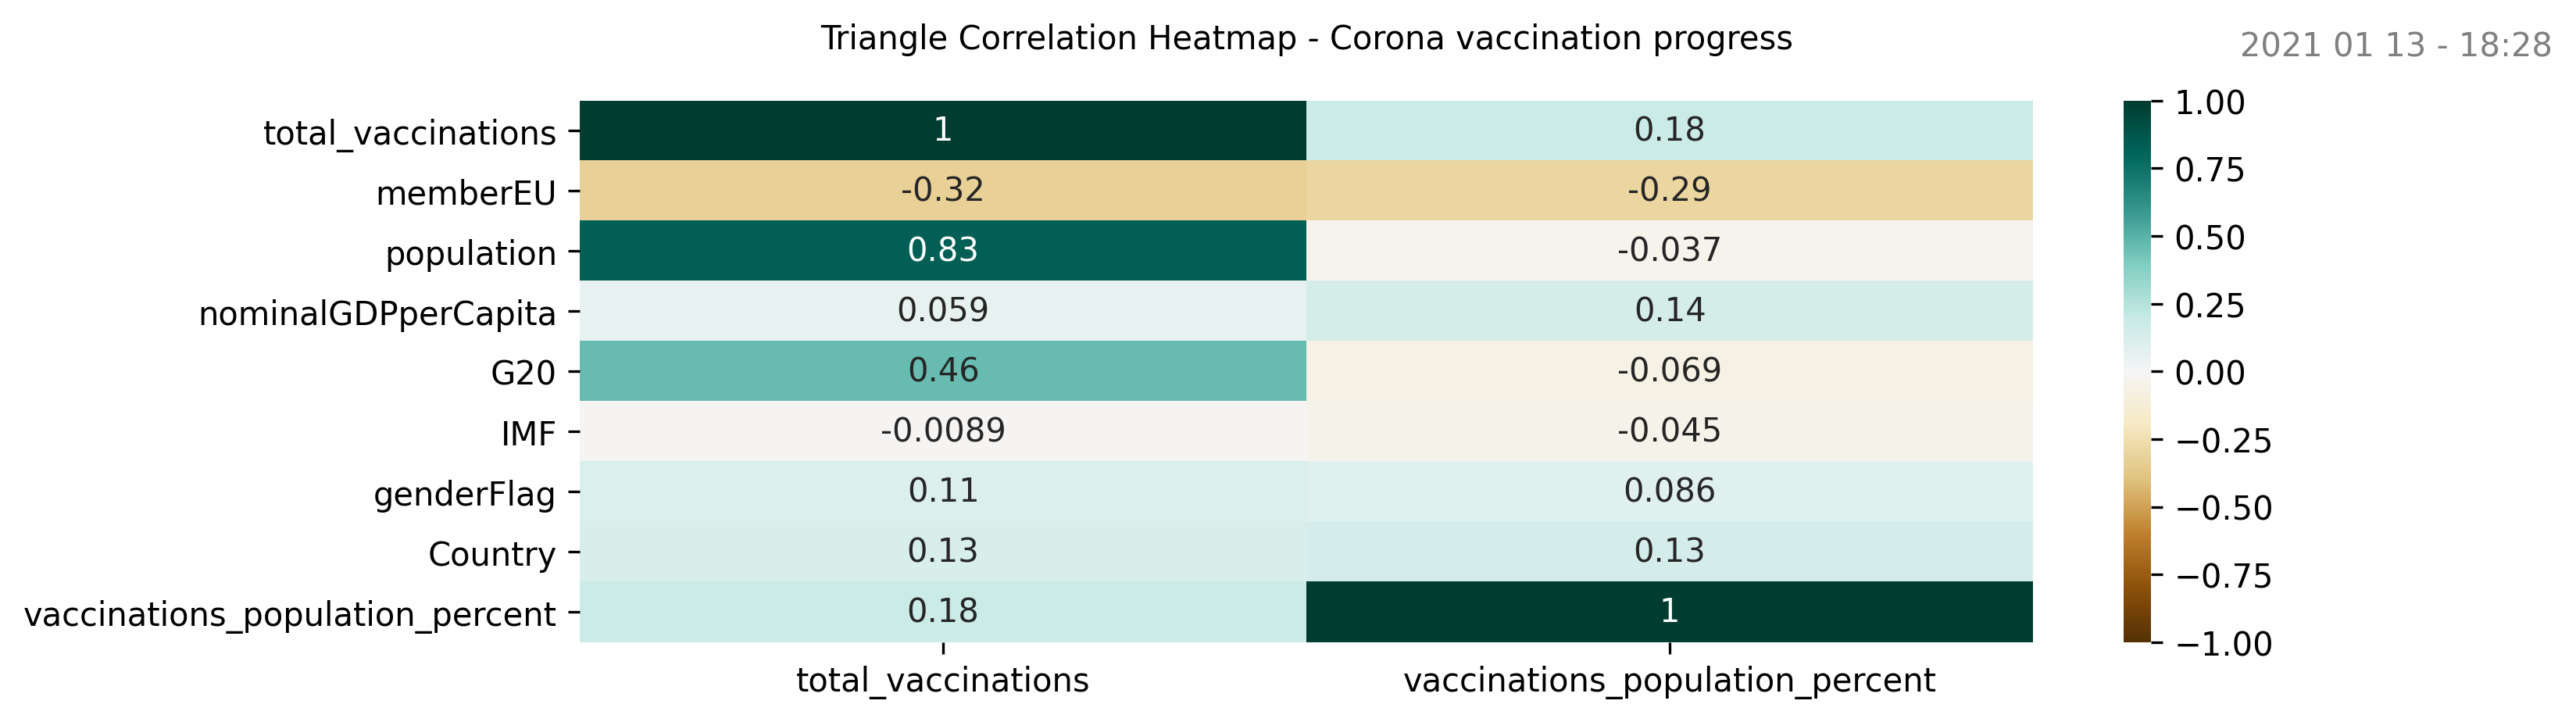 Triangle Correlation Heatmap - Corona vaccination progress
2021 01 13 - 18:28
total_vaccinations 1 0.18
memberEU -0.32 -0.29
population 0.83 -0.037
nominalGDPperCapita 0.059 0.14
G20 0.46 -0.069
IMF -0.0089 -0.045
genderFlag 0.11 0.086
Country 0.13 0.13
vaccinations_population_percent 0.18 1
total_vaccinations vaccinations_population_percent
1.00
0.75
0.50
0.25
0.00
−0.25
−0.50
−0.75
−1.00